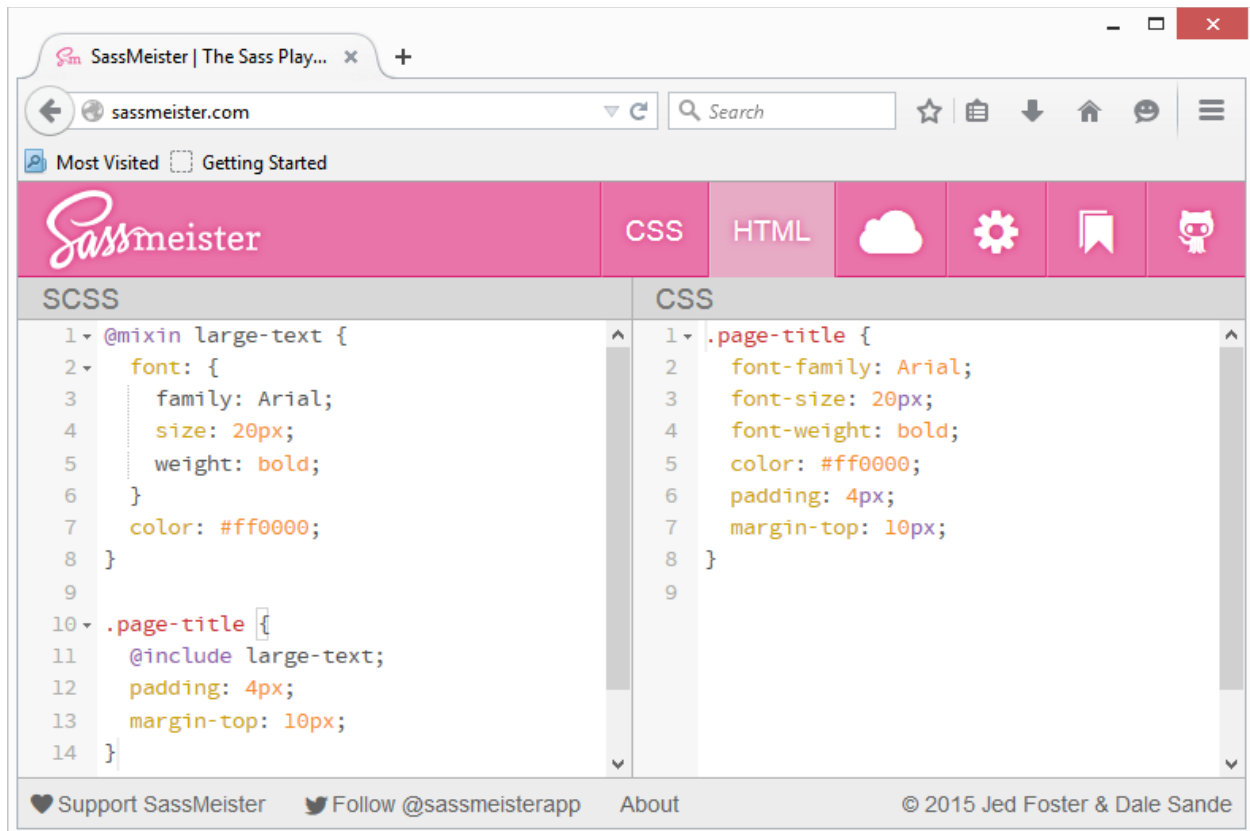 SassMeister | The Sass Play...
sassmeister.com
Search
Most Visited Getting Started
Sassmeister
CSS HTML
SCSS
1 @mixin large-text {
2 font: {
3 family: Arial;
4 size: 20px;
5 weight: bold;
6 }
7 color: #ff0000;
8 }
9
10 .page-title {
11 @include large-text;
12 padding: 4px;
13 margin-top: 10px;
14 }
CSS
1 .page-title {
2 font-family: Arial;
3 font-size: 20px;
4 font-weight: bold;
5 color: #ff0000;
6 padding: 4px;
7 margin-top: 10px;
8 }
9
Support SassMeister Follow @sassmeisterapp About © 2015 Jed Foster & Dale Sande